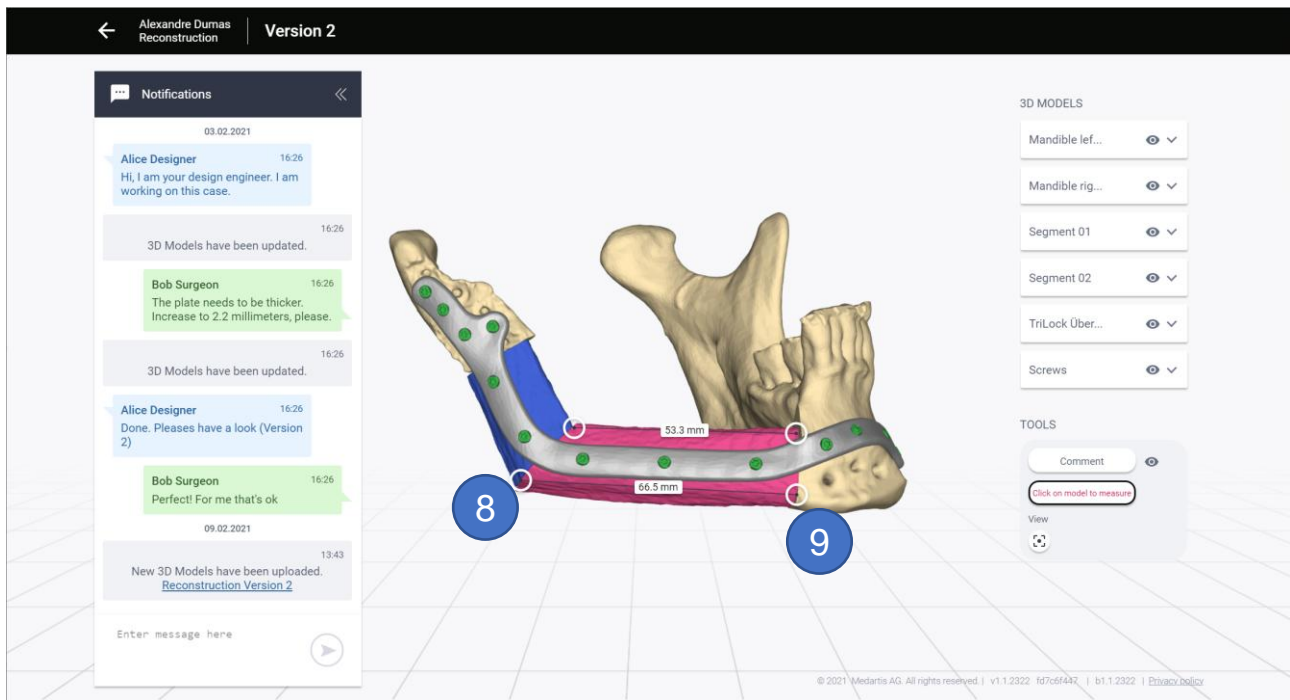 Alexandre Dumas
Reconstruction
Version 2
Notifications
03.02.2021
Alice Designer 16:26
Hi, I am your design engineer. I am
working on this case.
16:26
3D Models have been updated.
Bob Surgeon 16:26
The plate needs to be thicker.
Increase to 2.2 millimeters, please.
16:26
3D Models have been updated.
Alice Designer 16:26
Done. Pleases have a look (Version
2)
Bob Surgeon 16:26
Perfect! For me that's ok
09.02.2021
13:43
New 3D Models have been uploaded.
Reconstruction Version 2
Enter message here
53.3 mm
66.5 mm
8
9
3D MODELS
Mandible lef...
Mandible rig...
Segment 01
Segment 02
TriLock Über...
Screws
TOOLS
Comment
Click on model to measure
View
© 2021 Medartis AG. All rights reserved. | v1.1.2322 fd7c6f447 | b1.1.2322 | Privacy policy